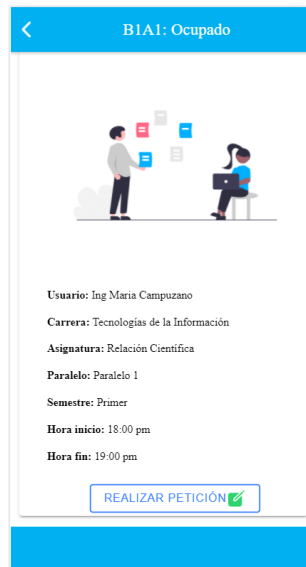 B1A1: Ocupado
Usuario: Ing Maria Campuzano
Carrera: Tecnologías de la Información
Asignatura: Relación Científica
Paralelo: Paralelo 1
Semestre: Primer
Hora inicio: 18:00 pm
Hora fin: 19:00 pm
REALIZAR PETICIÓN